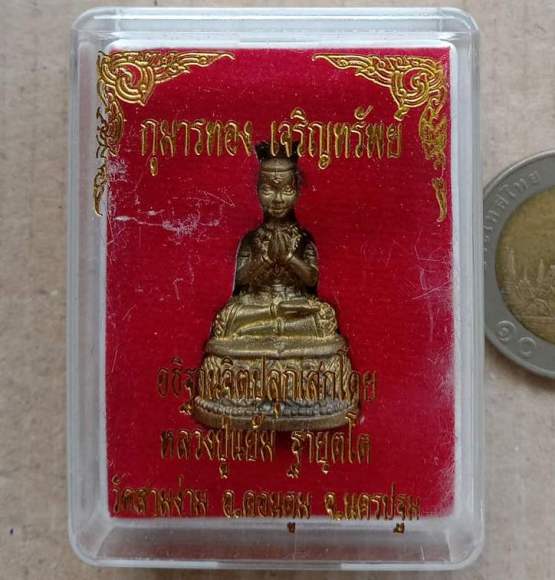 กุมารทอง เจริญทรัพย์
อธิฐานจิตปลุกเสกโดย
หลวงปู่แย้ม ฐานยุตฺโต
วัดสามง่าม อ.ดอนตูม จ.นครปฐม
๑๐